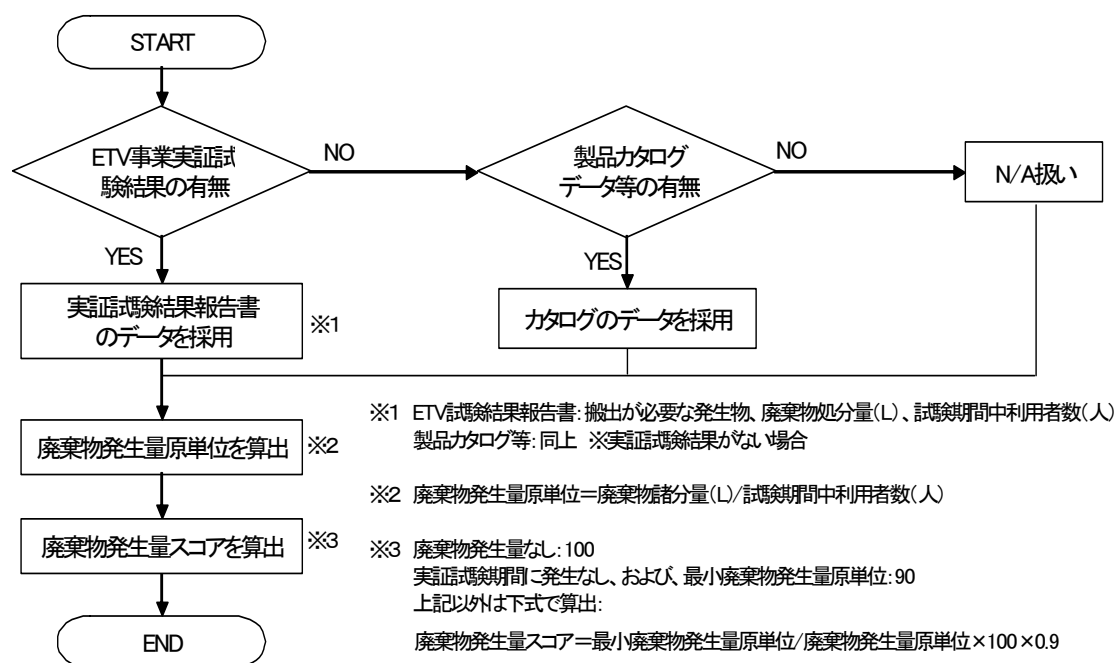 START
ETV事業実証試
験結果の有無
NO
製品カタログ
データ等の有無
NO
N/A扱い
YES
YES
実証試験結果報告書
のデータを採用
※1
カタログのデータを採用
※1 ETV試験結果報告書：搬出が必要な発生物、廃棄物処分量(L)、試験期間中利用者数(人)
製品カタログ等：同上 ※実証試験結果がない場合
廃棄物発生量原単位を算出
※2
※2 廃棄物発生量原単位＝廃棄物諸分量(L)/試験期間中利用者数(人)
廃棄物発生量スコアを算出
※3
※3 廃棄物発生量なし：100
実証試験期間に発生なし、および、最小廃棄物発生量原単位：90
上記以外は下式で算出：
廃棄物発生量スコア＝最小廃棄物発生量原単位/廃棄物発生量原単位×100×0.9
END